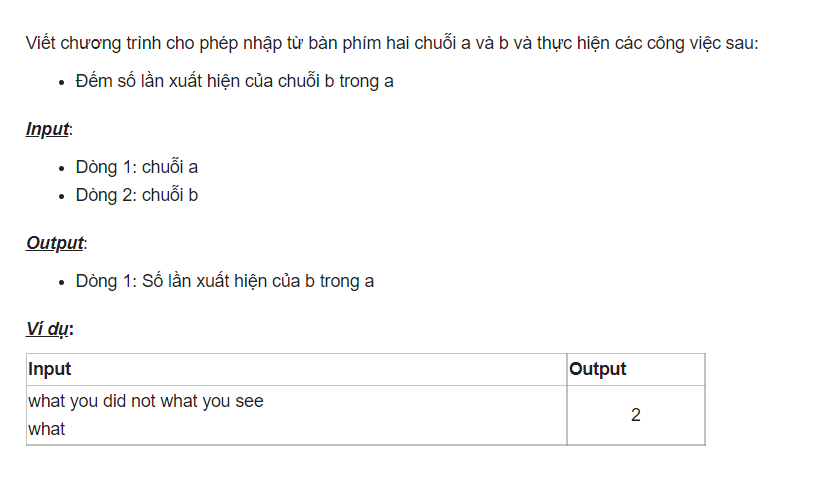 Viết chương trình cho phép nhập từ bàn phím hai chuỗi a và b và thực hiện các công việc sau:
• Đếm số lần xuất hiện của chuỗi b trong a
Input:
• Dòng 1: chuỗi a
• Dòng 2: chuỗi b
Output:
• Dòng 1: Số lần xuất hiện của b trong a
Ví dụ:
Input Output
what you did not what you see
what
2